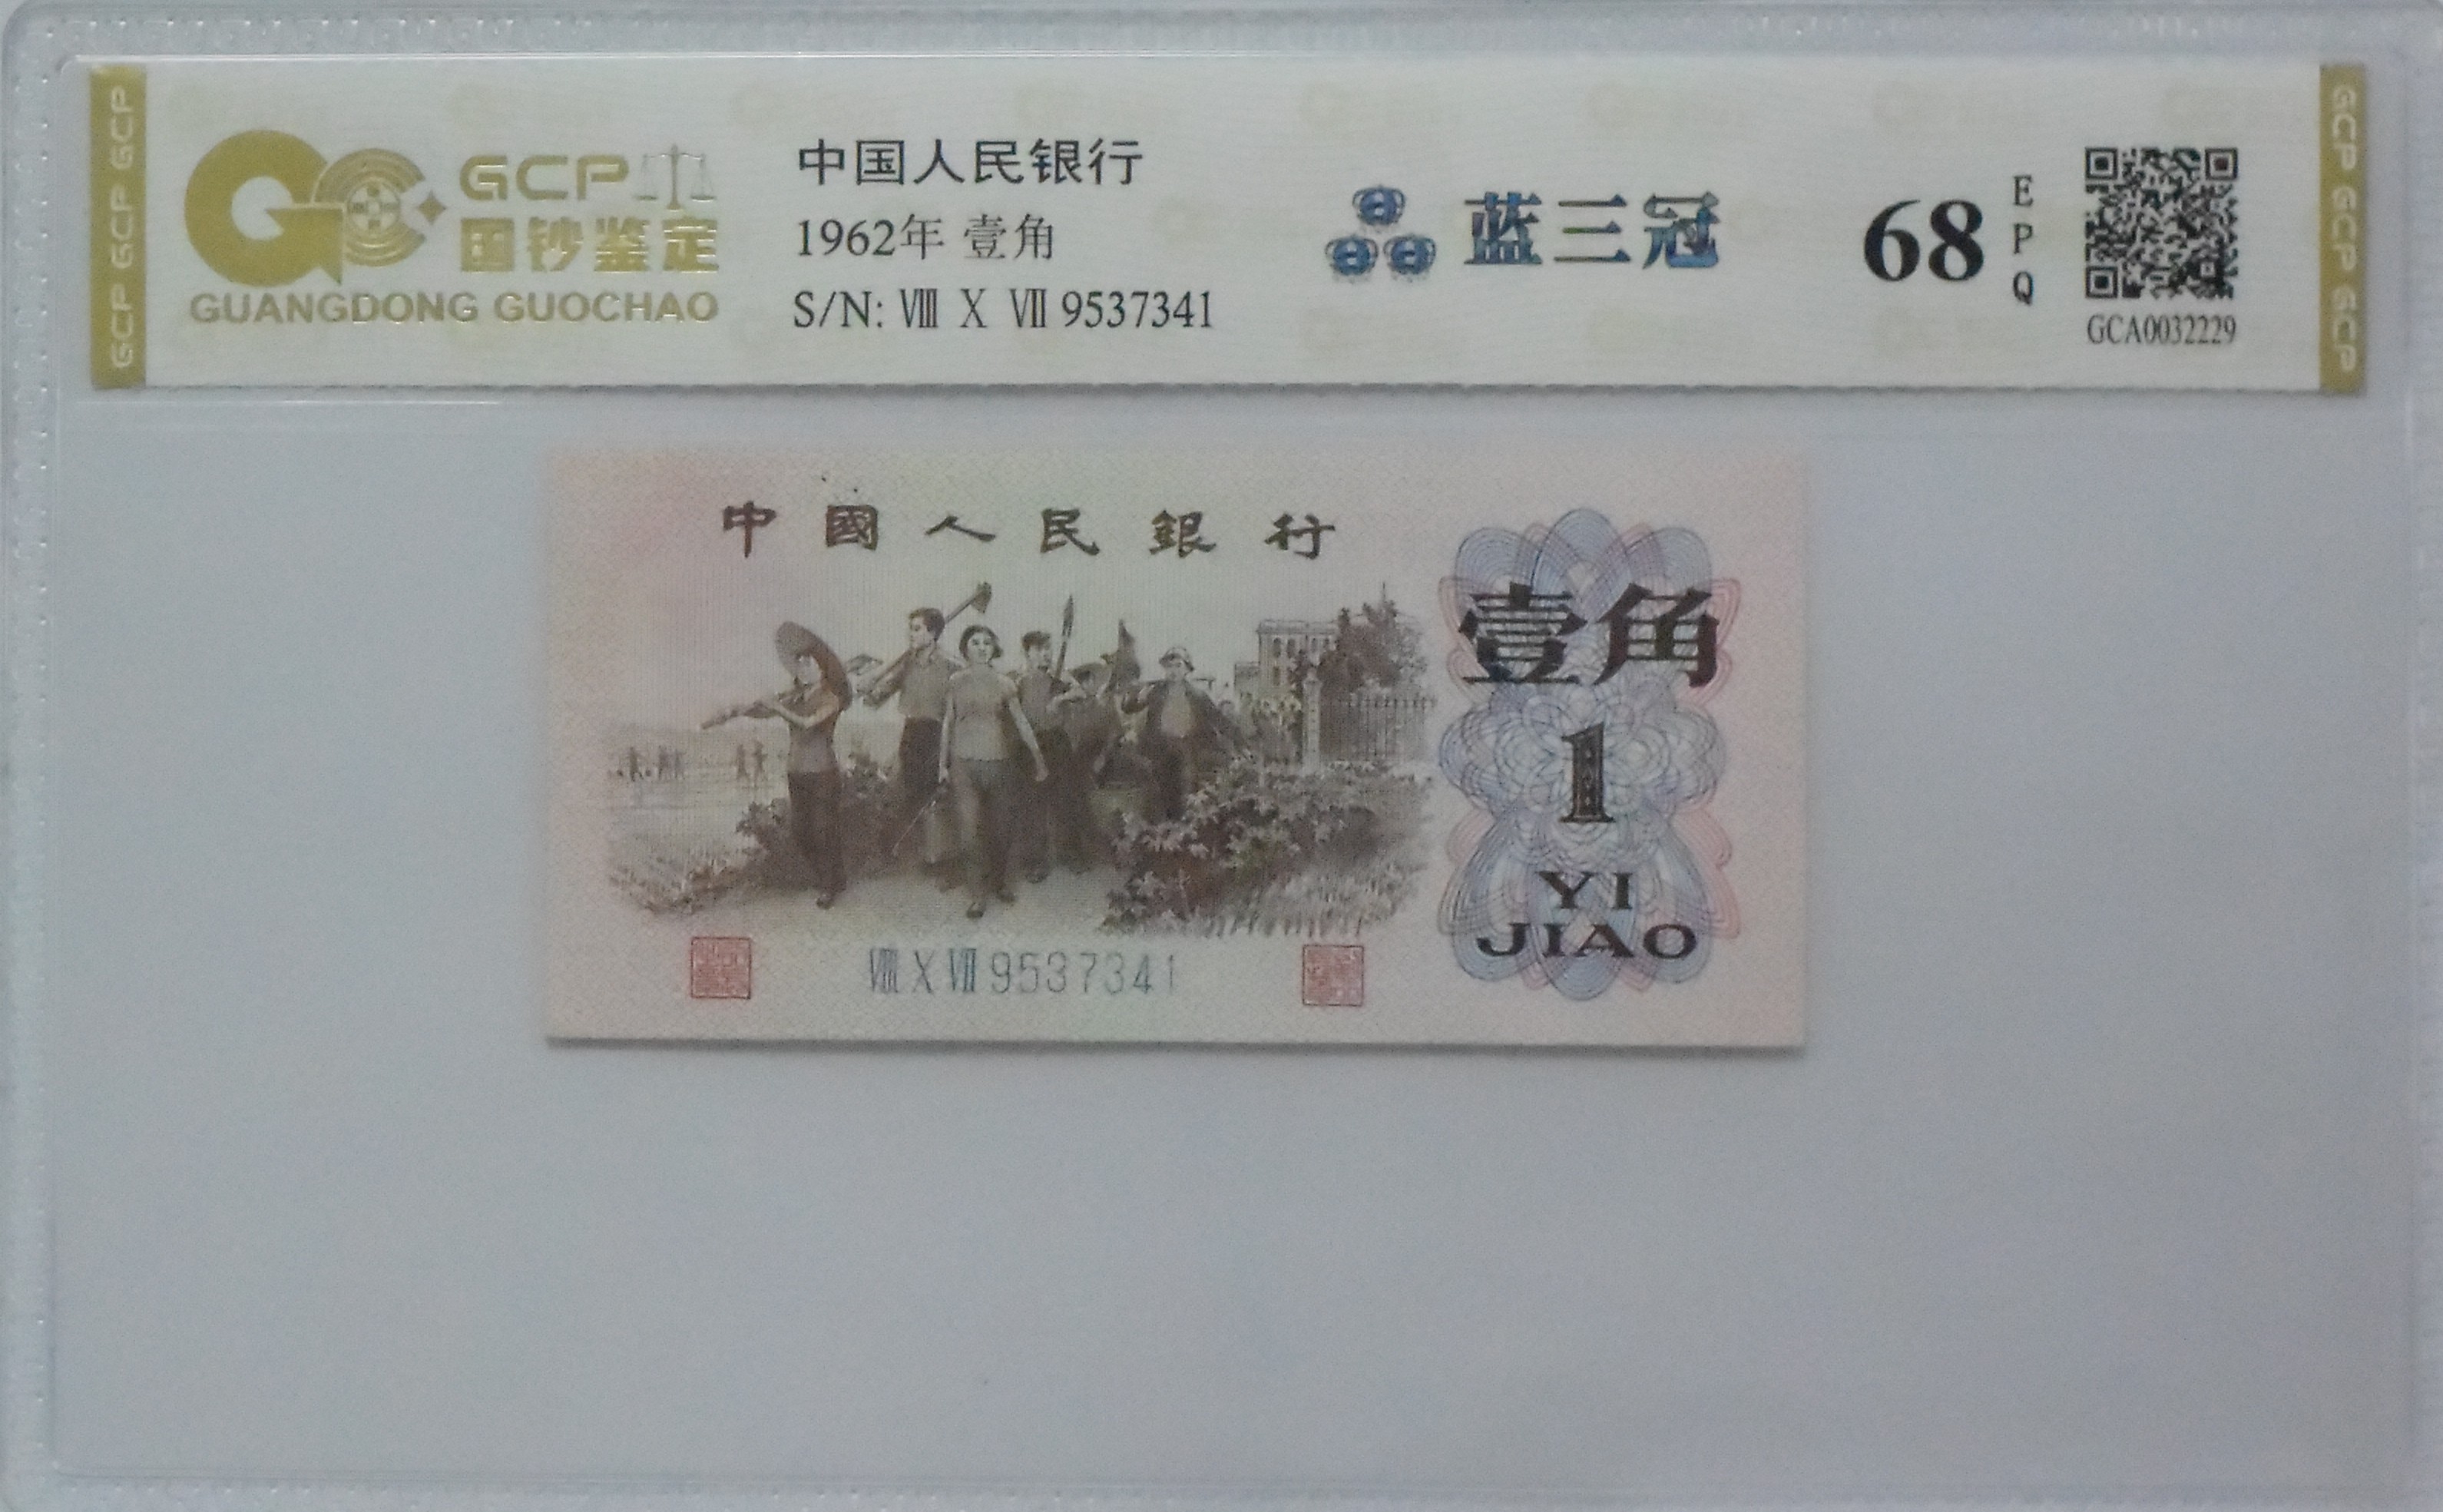 GCP GCP GCP
GCP
国钞鉴定
GUANGDONG GUOCHAO
中国人民银行
1962年 壹角
S/N: Ⅷ Ⅹ Ⅶ 9537341
蓝三冠
68
EPQ
GCA0032229
GCP GCP GCP
中國人民銀行
壹角
1
YI
JIAO
Ⅷ Ⅹ Ⅶ 9537341